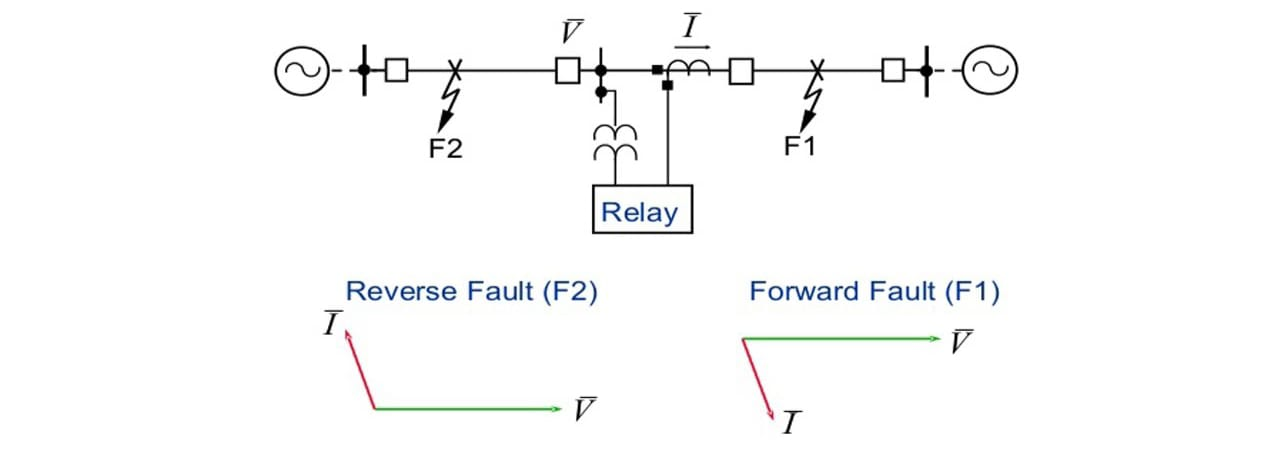 V̅
I̅
F2
F1
Relay
Reverse Fault (F2)
Forward Fault (F1)
I̅
V̅
V̅
I